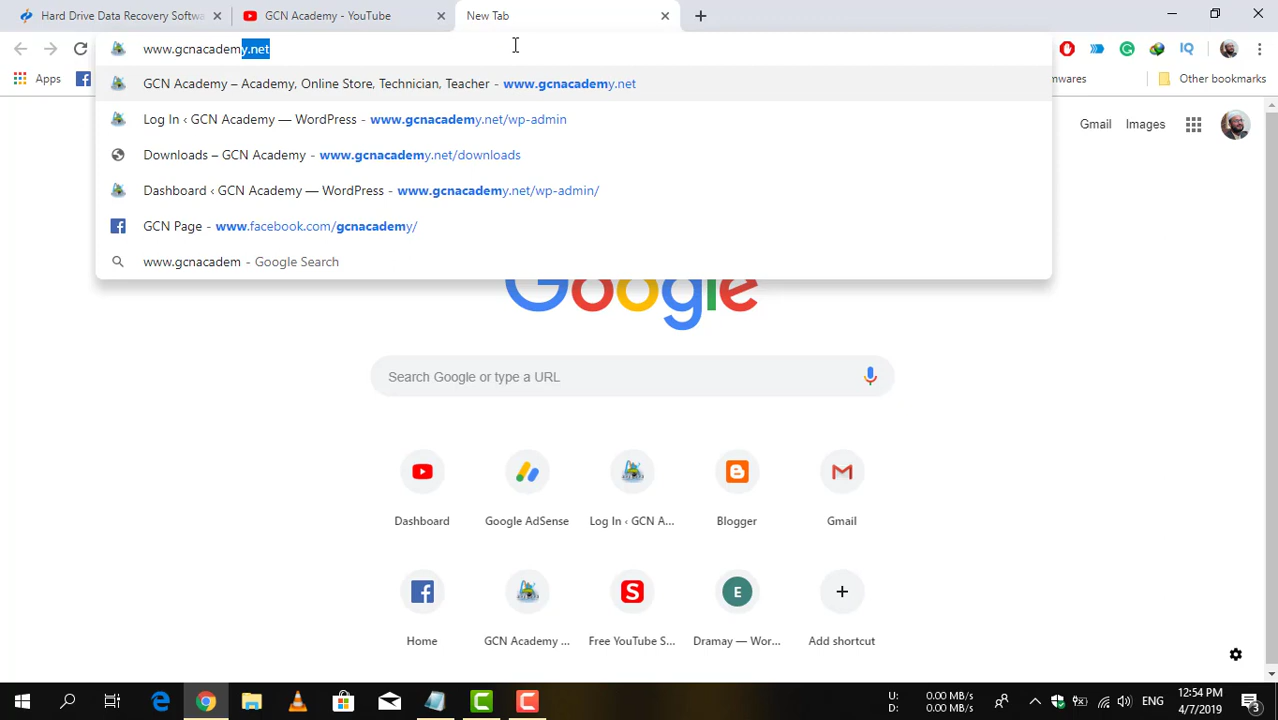 Hard Drive Data Recovery Softwa
GCN Academy - YouTube
New Tab
www.gcnacademy.net
Apps
mwares
Other bookmarks
GCN Academy – Academy, Online Store, Technician, Teacher - www.gcnacademy.net
Log In ‹ GCN Academy — WordPress - www.gcnacademy.net/wp-admin
Downloads – GCN Academy - www.gcnacademy.net/downloads
Dashboard ‹ GCN Academy — WordPress - www.gcnacademy.net/wp-admin/
GCN Page - www.facebook.com/gcnacademy/
www.gcnacadem - Google Search
Gmail
Images
Google
Search Google or type a URL
Dashboard
Google AdSense
Log In ‹ GCN A...
Blogger
Gmail
Home
GCN Academy ...
Free YouTube S...
Dramay — Wor...
Add shortcut
U: 0.00 MB/s
D: 0.00 MB/s
ENG
12:54 PM
4/7/2019